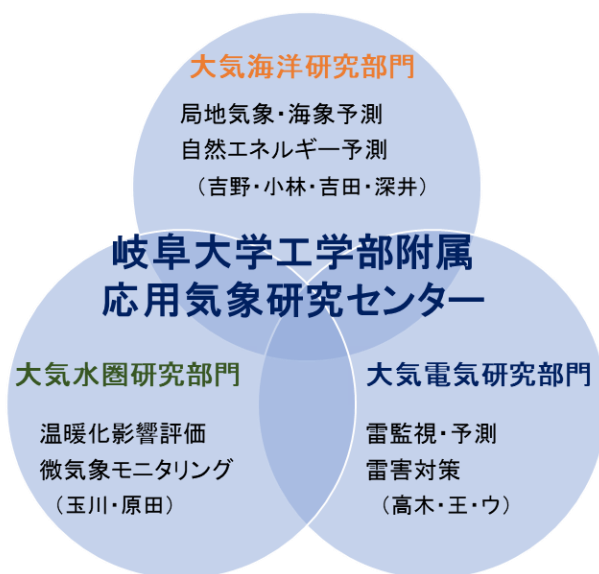 大気海洋研究部門
局地気象・海象予測
自然エネルギー予測
（吉野・小林・吉田・深井）
岐阜大学工学部附属
応用気象研究センター
大気水圏研究部門
温暖化影響評価
微気象モニタリング
（玉川・原田）
大気電気研究部門
雷監視・予測
雷害対策
（高木・王・ウ）